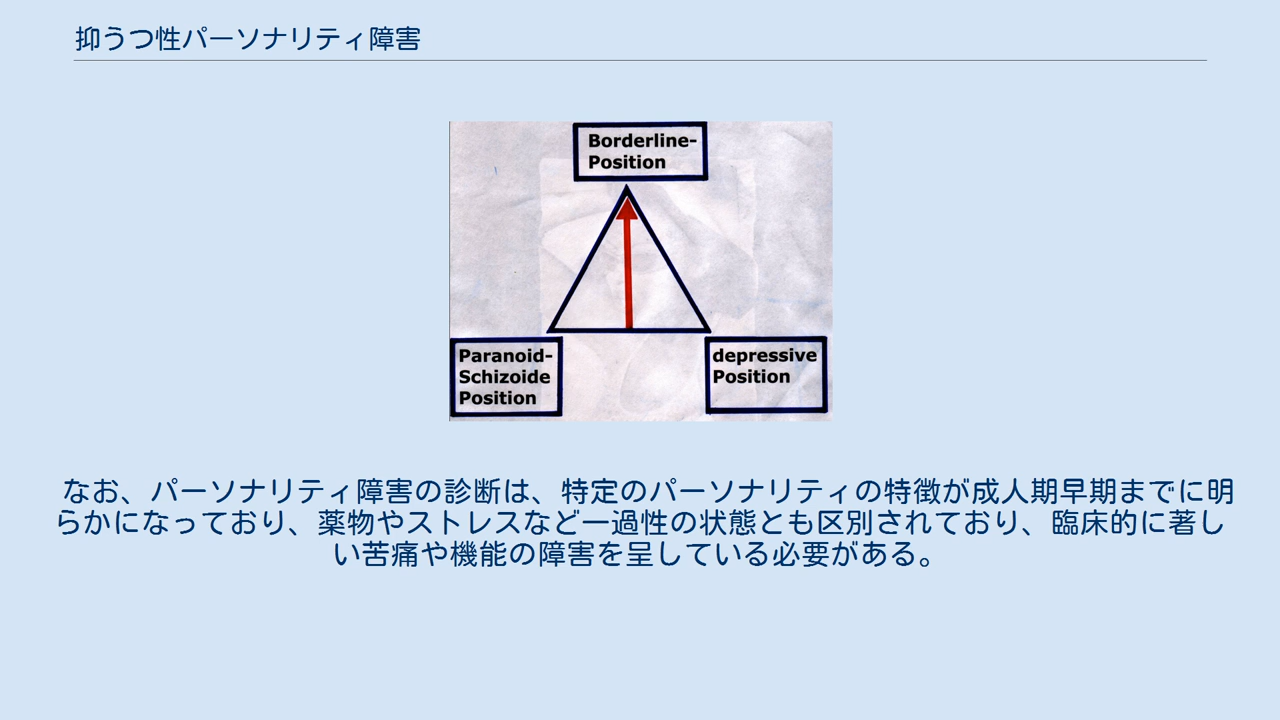 抑うつ性パーソナリティ障害
Borderline-
Position
Paranoid-
Schizoide
Position
depressive
Position
なお、パーソナリティ障害の診断は、特定のパーソナリティの特徴が成人期早期までに明
らかになっており、薬物やストレスなど一過性の状態とも区別されており、臨床的に著し
い苦痛や機能の障害を呈している必要がある。